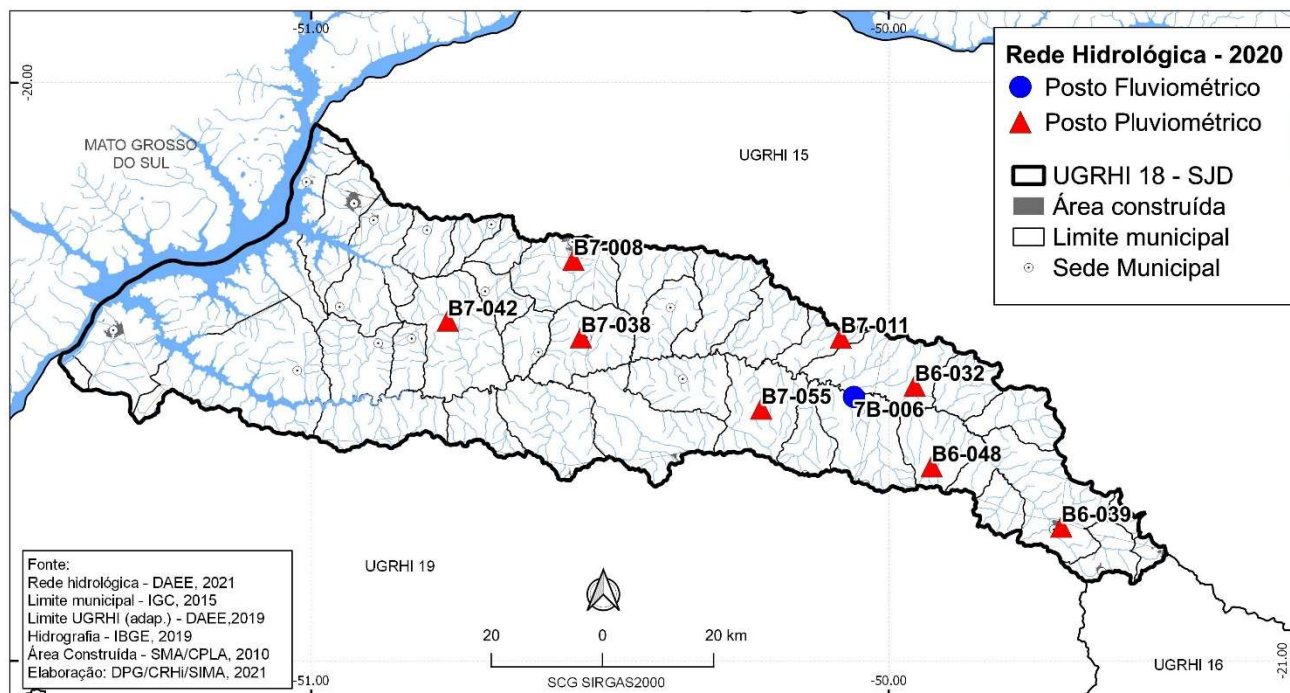 -51.00
-50.00
-20.00
Rede Hidrológica - 2020
Posto Fluviométrico
Posto Pluviométrico
UGRHI 18 - SJD
Área construída
Limite municipal
Sede Municipal
MATO GROSSO
DO SUL
UGRHI 15
B7-008
B7-042
B7-038
B7-011
B6-032
7B-006
B7-055
B6-048
B6-039
UGRHI 19
UGRHI 16
-21.00
Fonte:
Rede hidrológica - DAEE, 2021
Limite municipal - IGC, 2015
Limite UGRHI (adap.) - DAEE,2019
Hidrografia - IBGE, 2019
Área Construída - SMA/CPLA, 2010
Elaboração: DPG/CRHi/SIMA, 2021
20 0 20 km
SCG SIRGAS2000
-51.00
-50.00